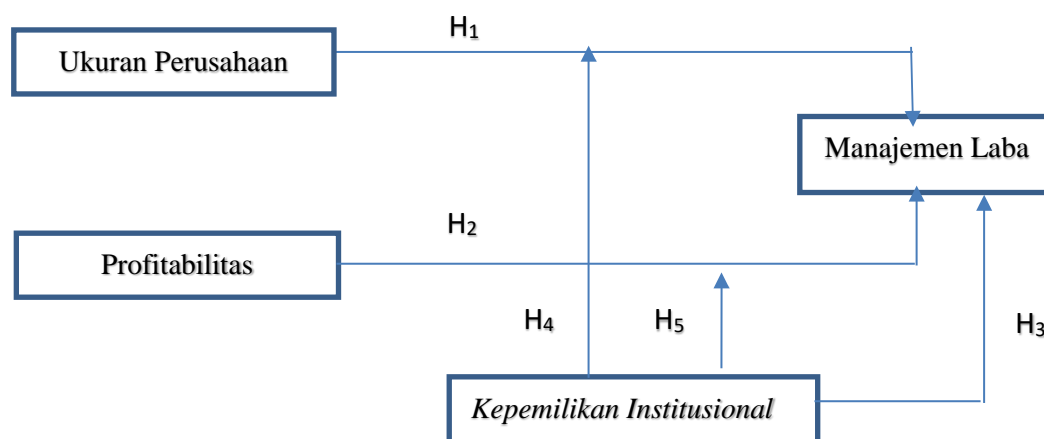 H₁
Ukuran Perusahaan
Manajemen Laba
H₂
Profitabilitas
H₄
H₅
H₃
Kepemilikan Institusional